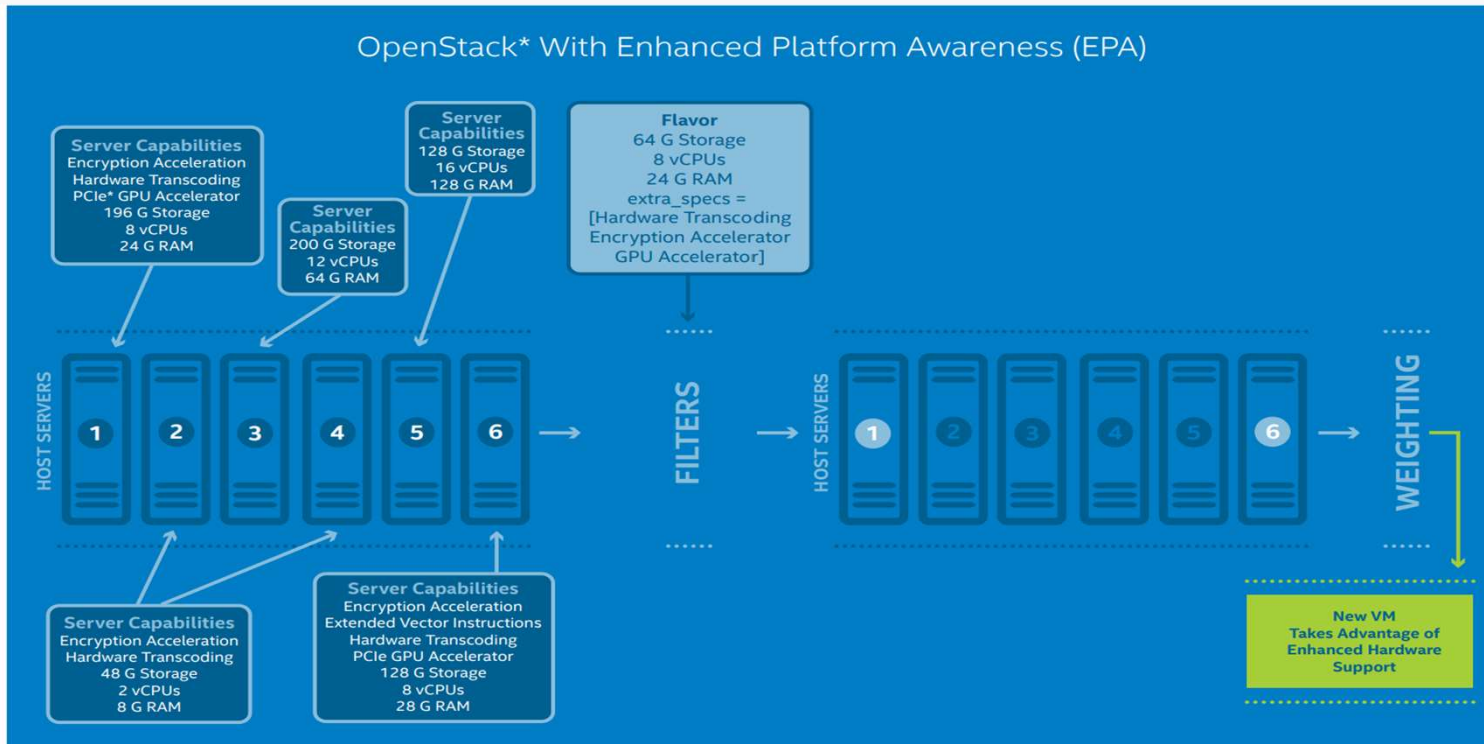 OpenStack* With Enhanced Platform Awareness (EPA)
Server Capabilities
Encryption Acceleration
Hardware Transcoding
PCIe* GPU Accelerator
196 G Storage
8 vCPUs
24 G RAM
Server
Capabilities
200 G Storage
12 vCPUs
64 G RAM
Server
Capabilities
128 G Storage
16 vCPUs
128 G RAM
Flavor
64 G Storage
8 vCPUs
24 G RAM
extra_specs =
[Hardware Transcoding
Encryption Accelerator
GPU Accelerator]
HOST SERVERS
1
2
3
4
5
6
FILTERS
HOST SERVERS
1
2
3
4
5
6
WEIGHTING
Server Capabilities
Encryption Acceleration
Hardware Transcoding
48 G Storage
2 vCPUs
8 G RAM
Server Capabilities
Encryption Acceleration
Extended Vector Instructions
Hardware Transcoding
PCIe GPU Accelerator
128 G Storage
8 vCPUs
28 G RAM
New VM
Takes Advantage of
Enhanced Hardware
Support